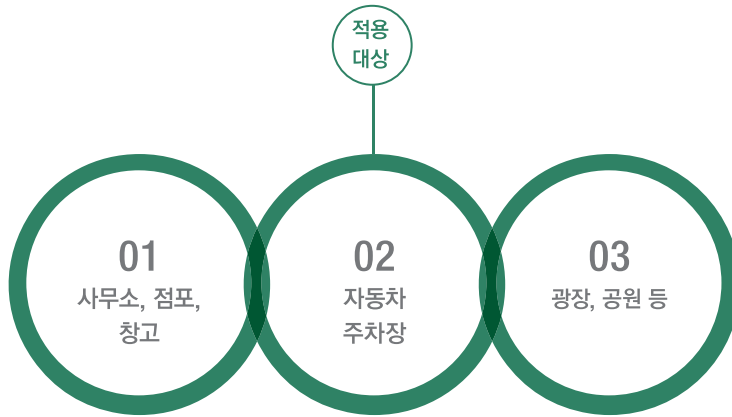 적용
대상
01
사무소, 점포,
창고
02
자동차
주차장
03
광장, 공원 등